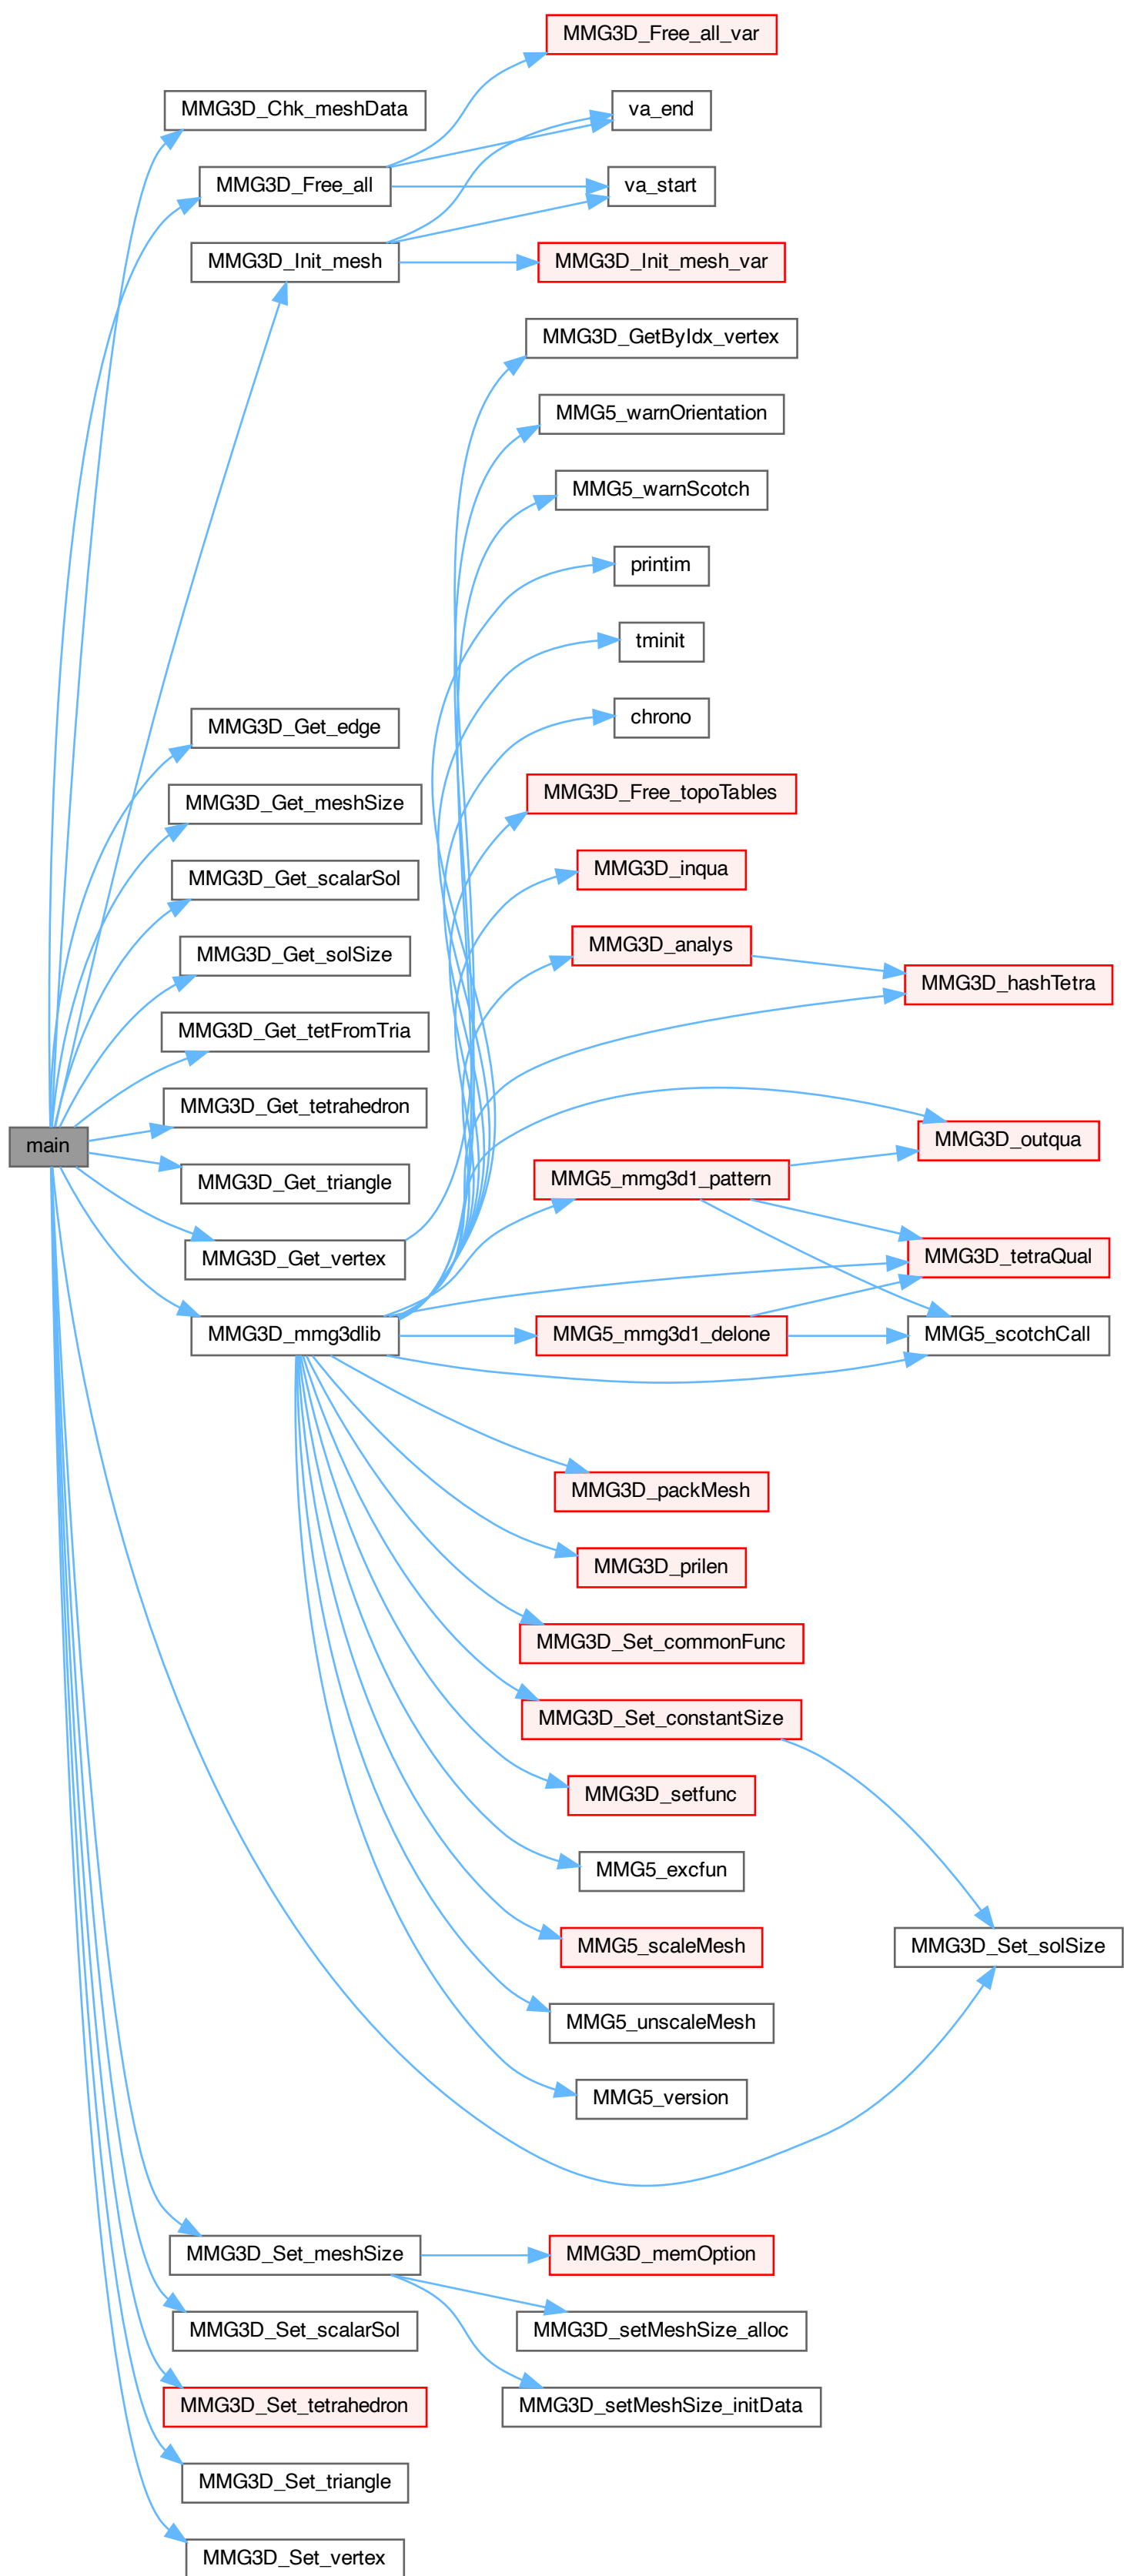 MMG3D_Free_all_var
MMG3D_Chk_meshData
va_end
MMG3D_Free_all
va_start
MMG3D_Init_mesh
MMG3D_Init_mesh_var
MMG3D_GetByIdx_vertex
MMG5_warnOrientation
MMG5_warnScotch
printim
tminit
MMG3D_Get_edge
chrono
MMG3D_Get_meshSize
MMG3D_Free_topoTables
MMG3D_Get_scalarSol
MMG3D_inqua
MMG3D_Get_solSize
MMG3D_analys
MMG3D_hashTetra
MMG3D_Get_tetFromTria
MMG3D_Get_tetrahedron
main
MMG3D_outqua
MMG3D_Get_triangle
MMG5_mmg3d1_pattern
MMG3D_Get_vertex
MMG3D_tetraQual
MMG3D_mmg3dlib
MMG5_mmg3d1_delone
MMG5_scotchCall
MMG3D_packMesh
MMG3D_prilen
MMG3D_Set_commonFunc
MMG3D_Set_constantSize
MMG3D_setfunc
MMG5_excfun
MMG5_scaleMesh
MMG3D_Set_solSize
MMG5_unscaleMesh
MMG5_version
MMG3D_Set_meshSize
MMG3D_memOption
MMG3D_Set_scalarSol
MMG3D_setMeshSize_alloc
MMG3D_Set_tetrahedron
MMG3D_setMeshSize_initData
MMG3D_Set_triangle
MMG3D_Set_vertex